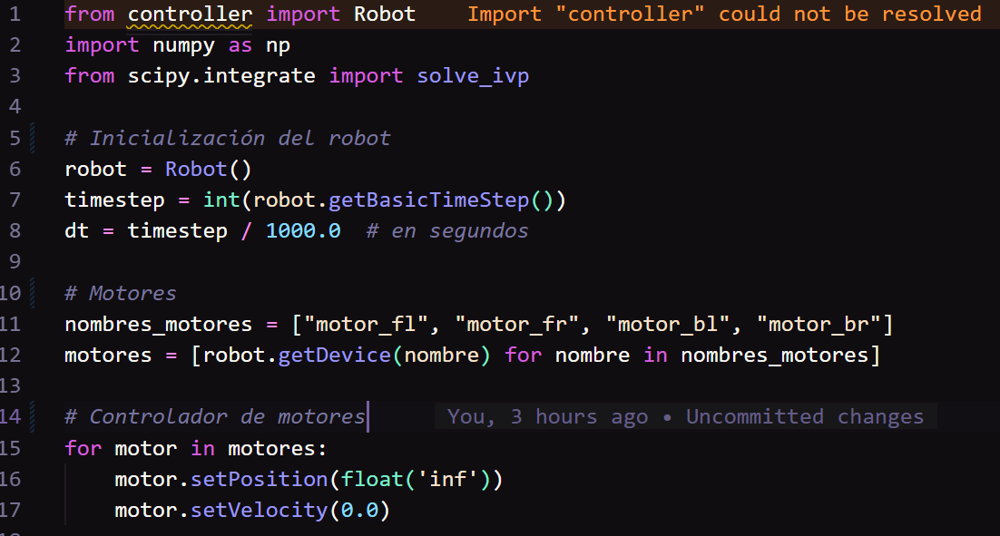 1 from controller import Robot Import "controller" could not be resolved
2 import numpy as np
3 from scipy.integrate import solve_ivp
4
5 # Inicialización del robot
6 robot = Robot()
7 timestep = int(robot.getBasicTimeStep())
8 dt = timestep / 1000.0 # en segundos
9
10 # Motores
11 nombres_motores = ["motor_fl", "motor_fr", "motor_bl", "motor_br"]
12 motores = [robot.getDevice(nombre) for nombre in nombres_motores]
13
14 # Controlador de motores You, 3 hours ago • Uncommitted changes
15 for motor in motores:
16 motor.setPosition(float('inf'))
17 motor.setVelocity(0.0)